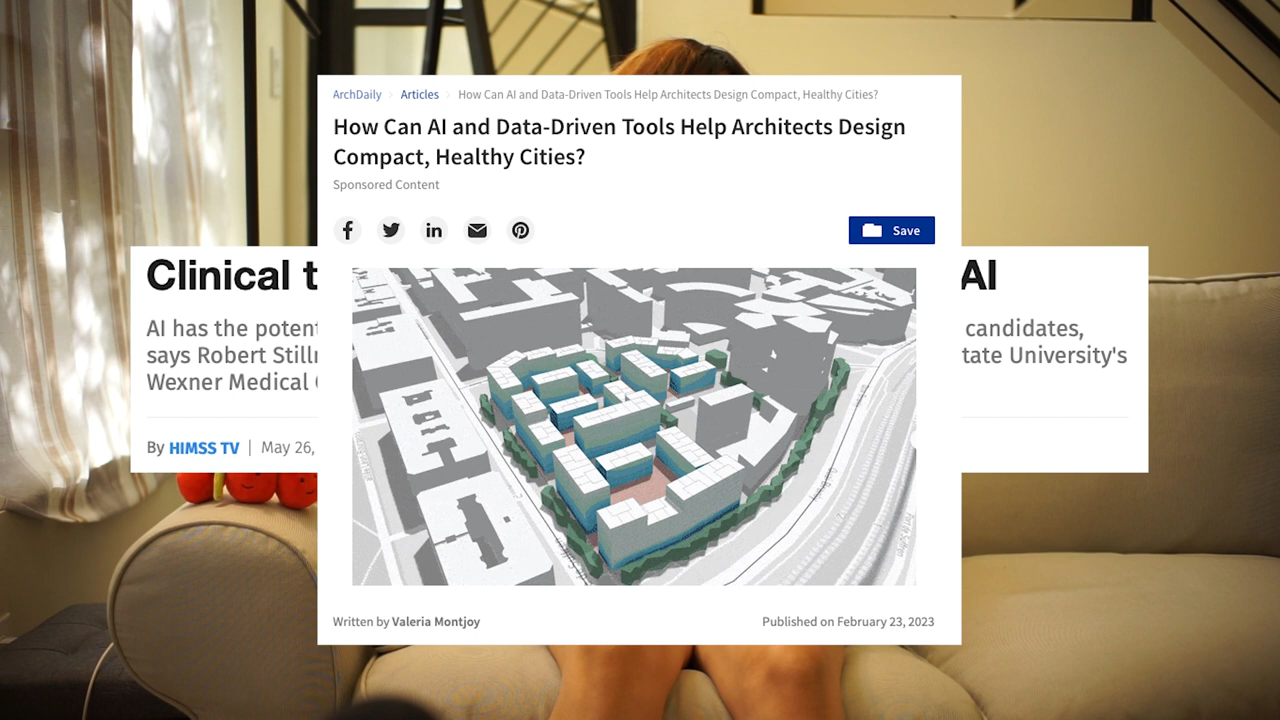 ArchDaily > Articles > How Can AI and Data-Driven Tools Help Architects Design Compact, Healthy Cities?
How Can AI and Data-Driven Tools Help Architects Design
Compact, Healthy Cities?
Sponsored Content
Save
Clinical t AI
AI has the potent candidates,
says Robert Still tate University's
Wexner Medical
By HIMSS TV | May 26,
Written by Valeria Montjoy
Published on February 23, 2023